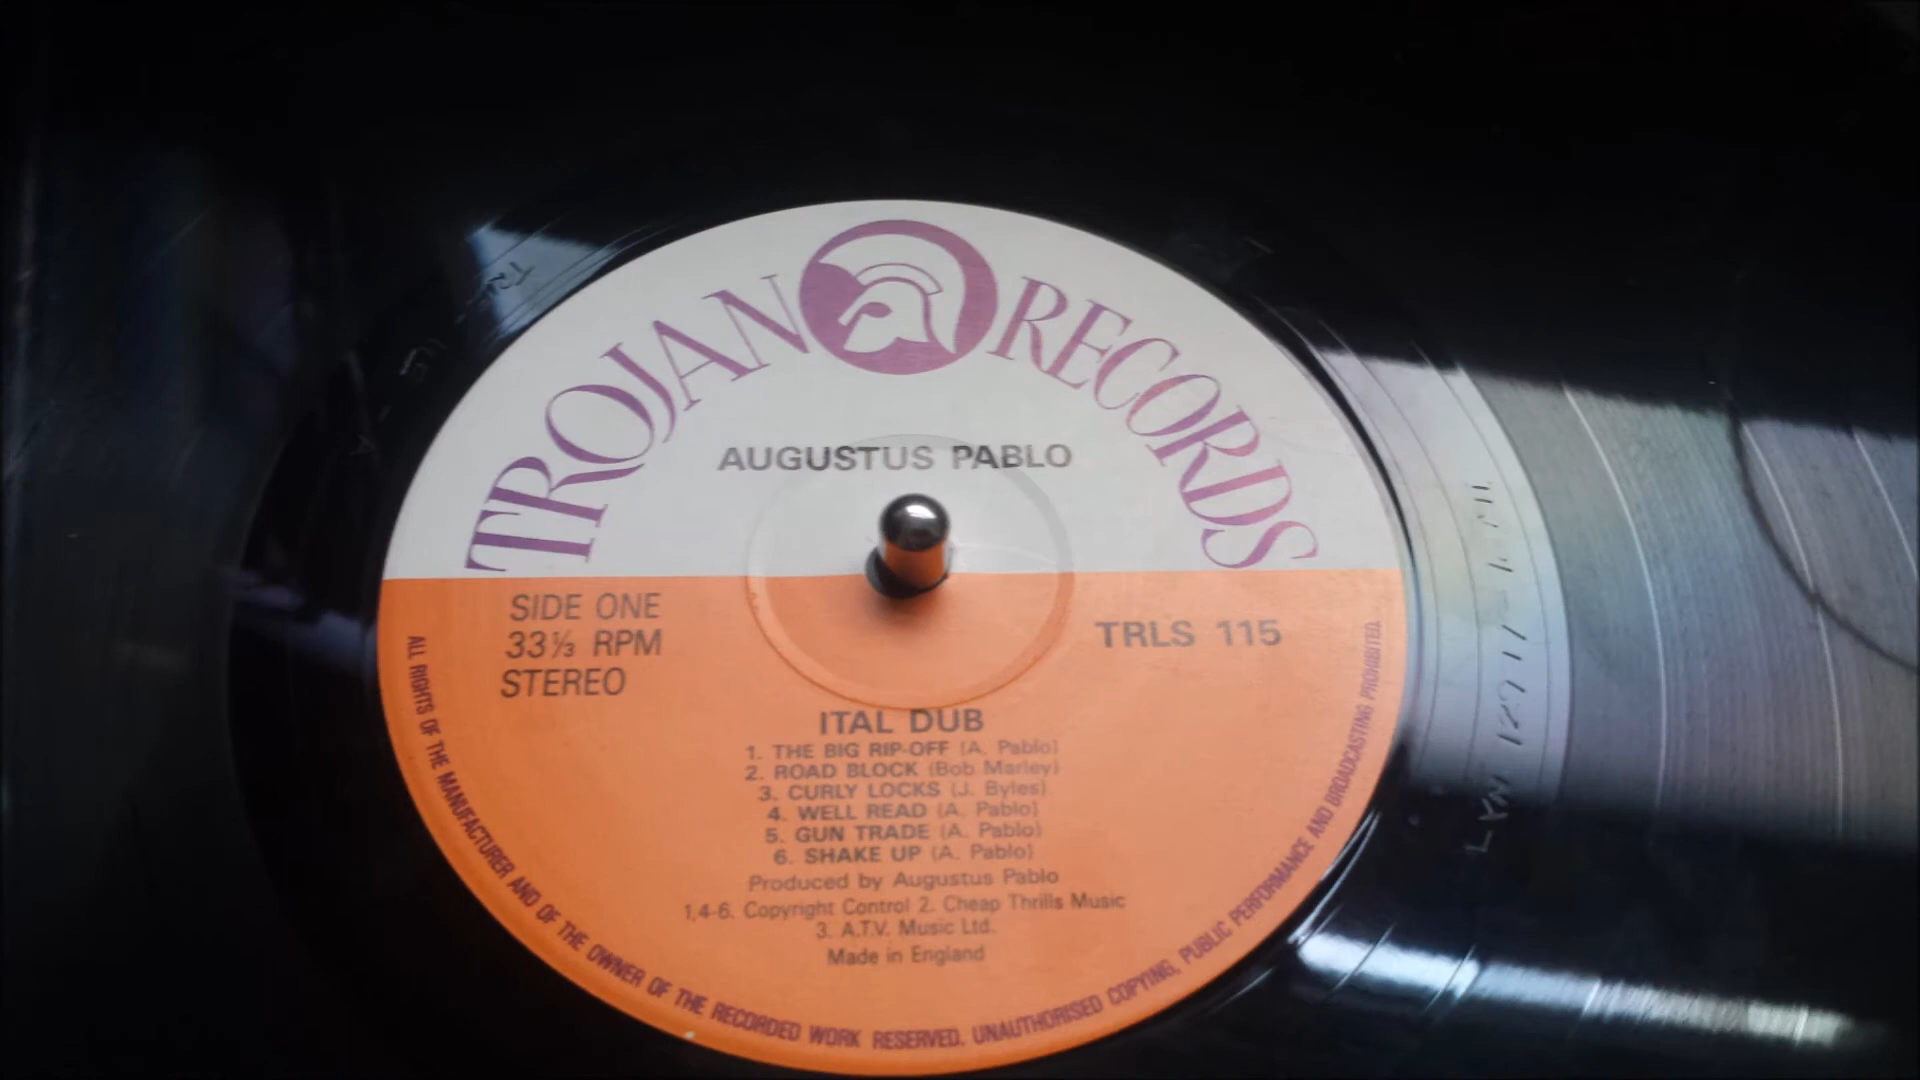 TROJAN RECORDS
AUGUSTUS PABLO
SIDE ONE
33⅓ RPM
STEREO
TRLS 115
ITAL DUB
1. THE BIG RIP-OFF (A. Pablo)
2. ROAD BLOCK (Bob Marley)
3. CURLY LOCKS (J. Byles)
4. WELL READ (A. Pablo)
5. GUN TRADE (A. Pablo)
6. SHAKE UP (A. Pablo)
Produced by Augustus Pablo
1,4-6. Copyright Control 2. Cheap Thrills Music
3. A.T.V. Music Ltd.
Made in England
ALL RIGHTS OF THE MANUFACTURER AND OF THE OWNER OF THE RECORDED WORK RESERVED. UNAUTHORISED COPYING, PUBLIC PERFORMANCE AND BROADCASTING PROHIBITED.